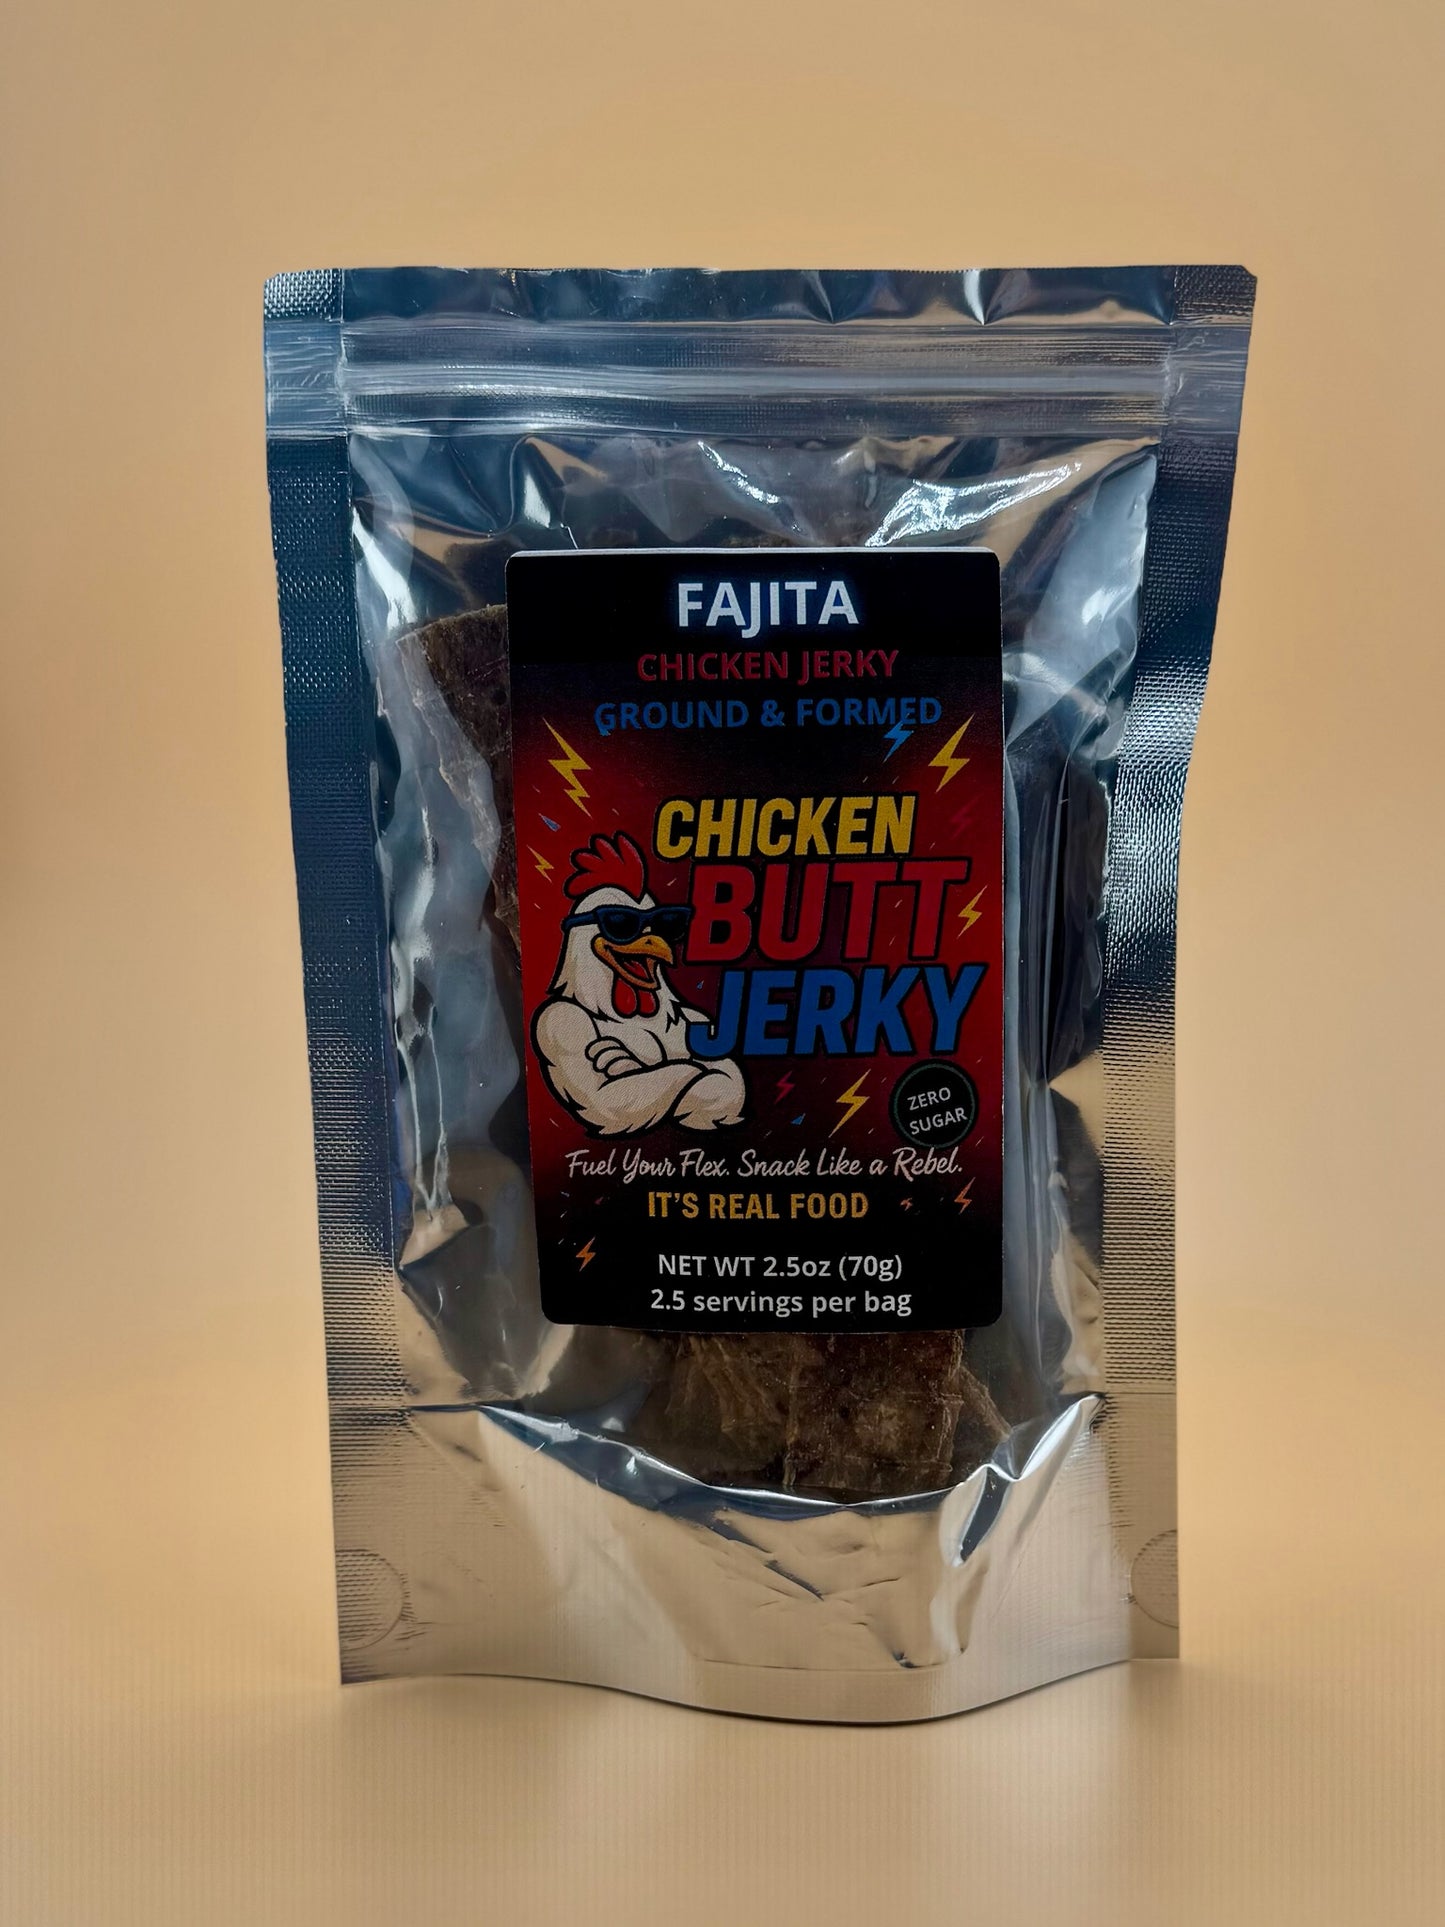 FAJITA
CHICKEN JERKY
GROUND & FORMED
CHICKEN
BUTT
JERKY
ZERO
SUGAR
Fuel Your Flex. Snack Like a Rebel.
IT'S REAL FOOD
NET WT 2.5oz (70g)
2.5 servings per bag